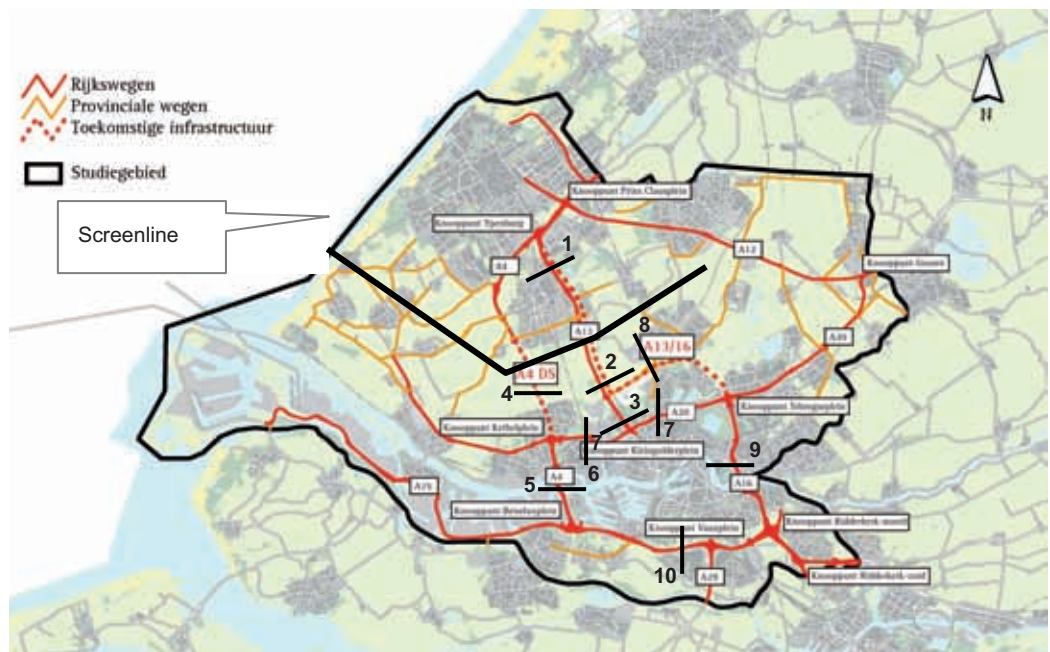 Rijkswegen
Provinciale wegen
Toekomstige infrastructuur
Studiegebied
Screenline
N
Knooppunt Prins Clausplein
Knooppunt Ypenburg
1
A4
A12
Knooppunt Gouwe
A13
8
A13/16
A20
2
A4 DS
4
3
A20
Knooppunt Terbregseplein
Knooppunt Kethelplein
7
7
Knooppunt Kleinpolderplein
9
6
A4
5
A15
A16
Knooppunt Beneluxplein
Knooppunt Vaanplein
Knooppunt Ridderkerk-noord
10
A29
Knooppunt Ridderkerk-zuid